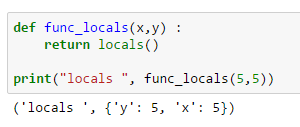 def func_locals(x,y) :
    return locals()
print("locals ", func_locals(5,5))
('locals ', {'y': 5, 'x': 5})